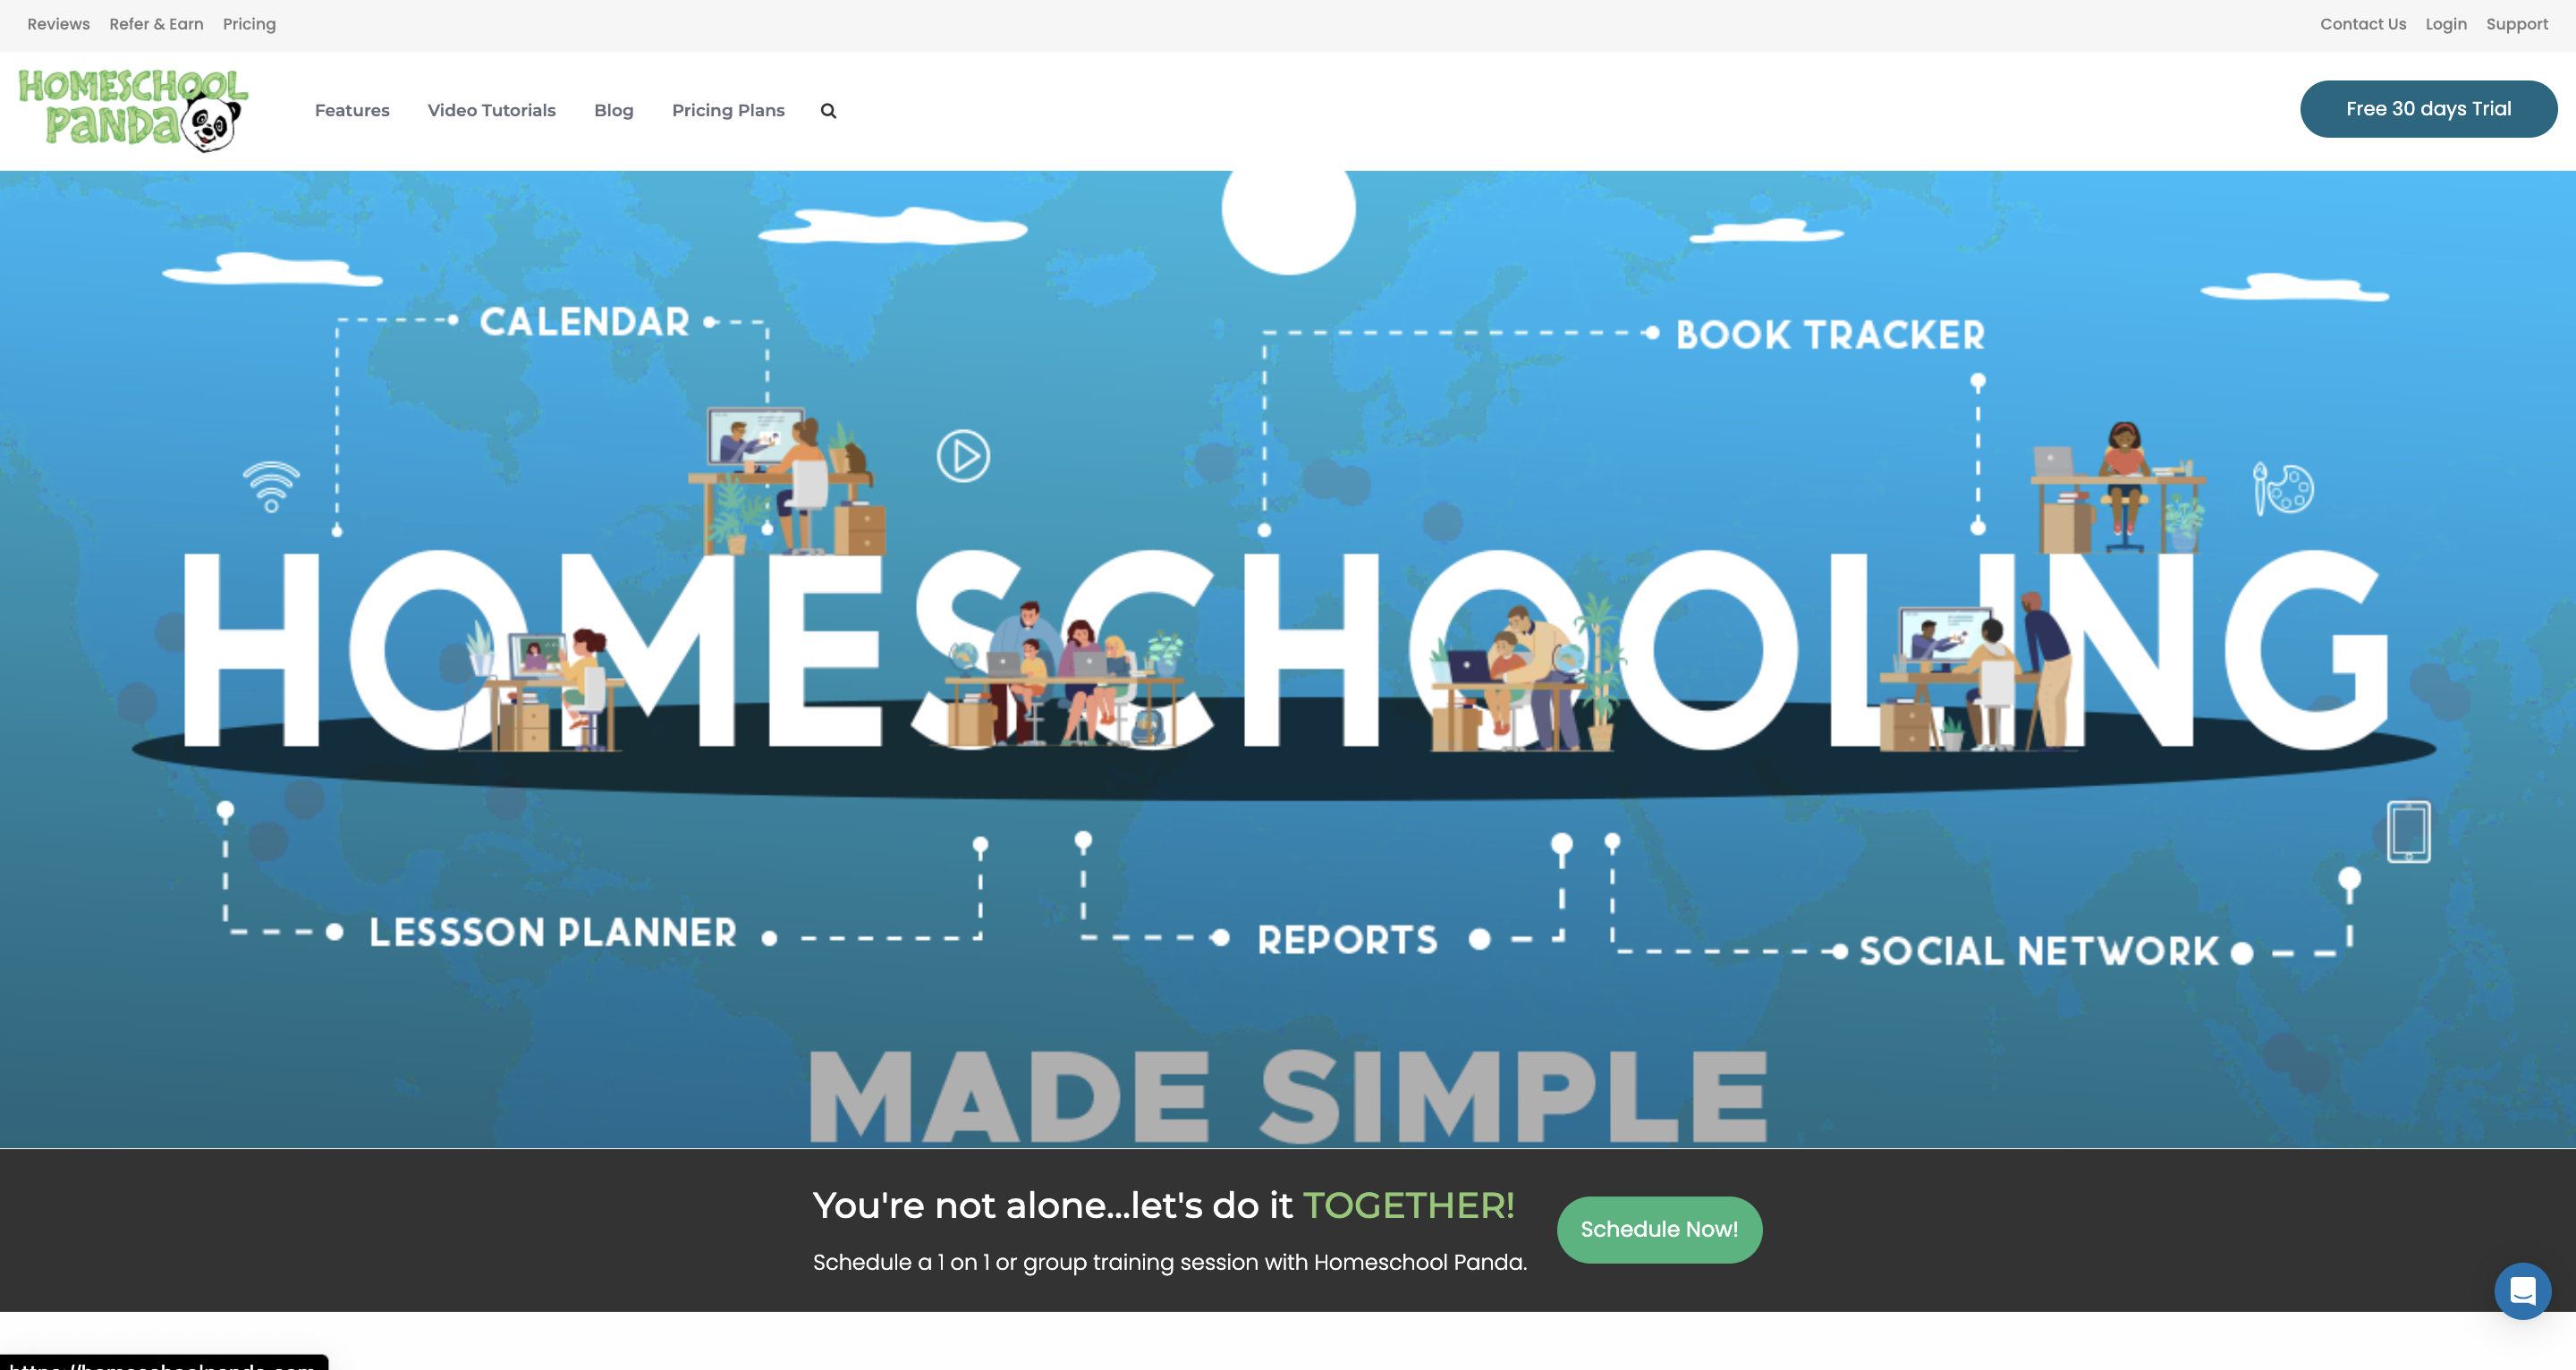 Reviews Refer & Earn Pricing Contact Us Login Support
HOMESCHOOL
PANDA
Features Video Tutorials Blog Pricing Plans
Free 30 days Trial
CALENDAR
BOOK TRACKER
HOMESCHOOLING
LESSSON PLANNER
REPORTS
SOCIAL NETWORK
MADE SIMPLE
You're not alone...let's do it TOGETHER!
Schedule Now!
Schedule a 1 on 1 or group training session with Homeschool Panda.